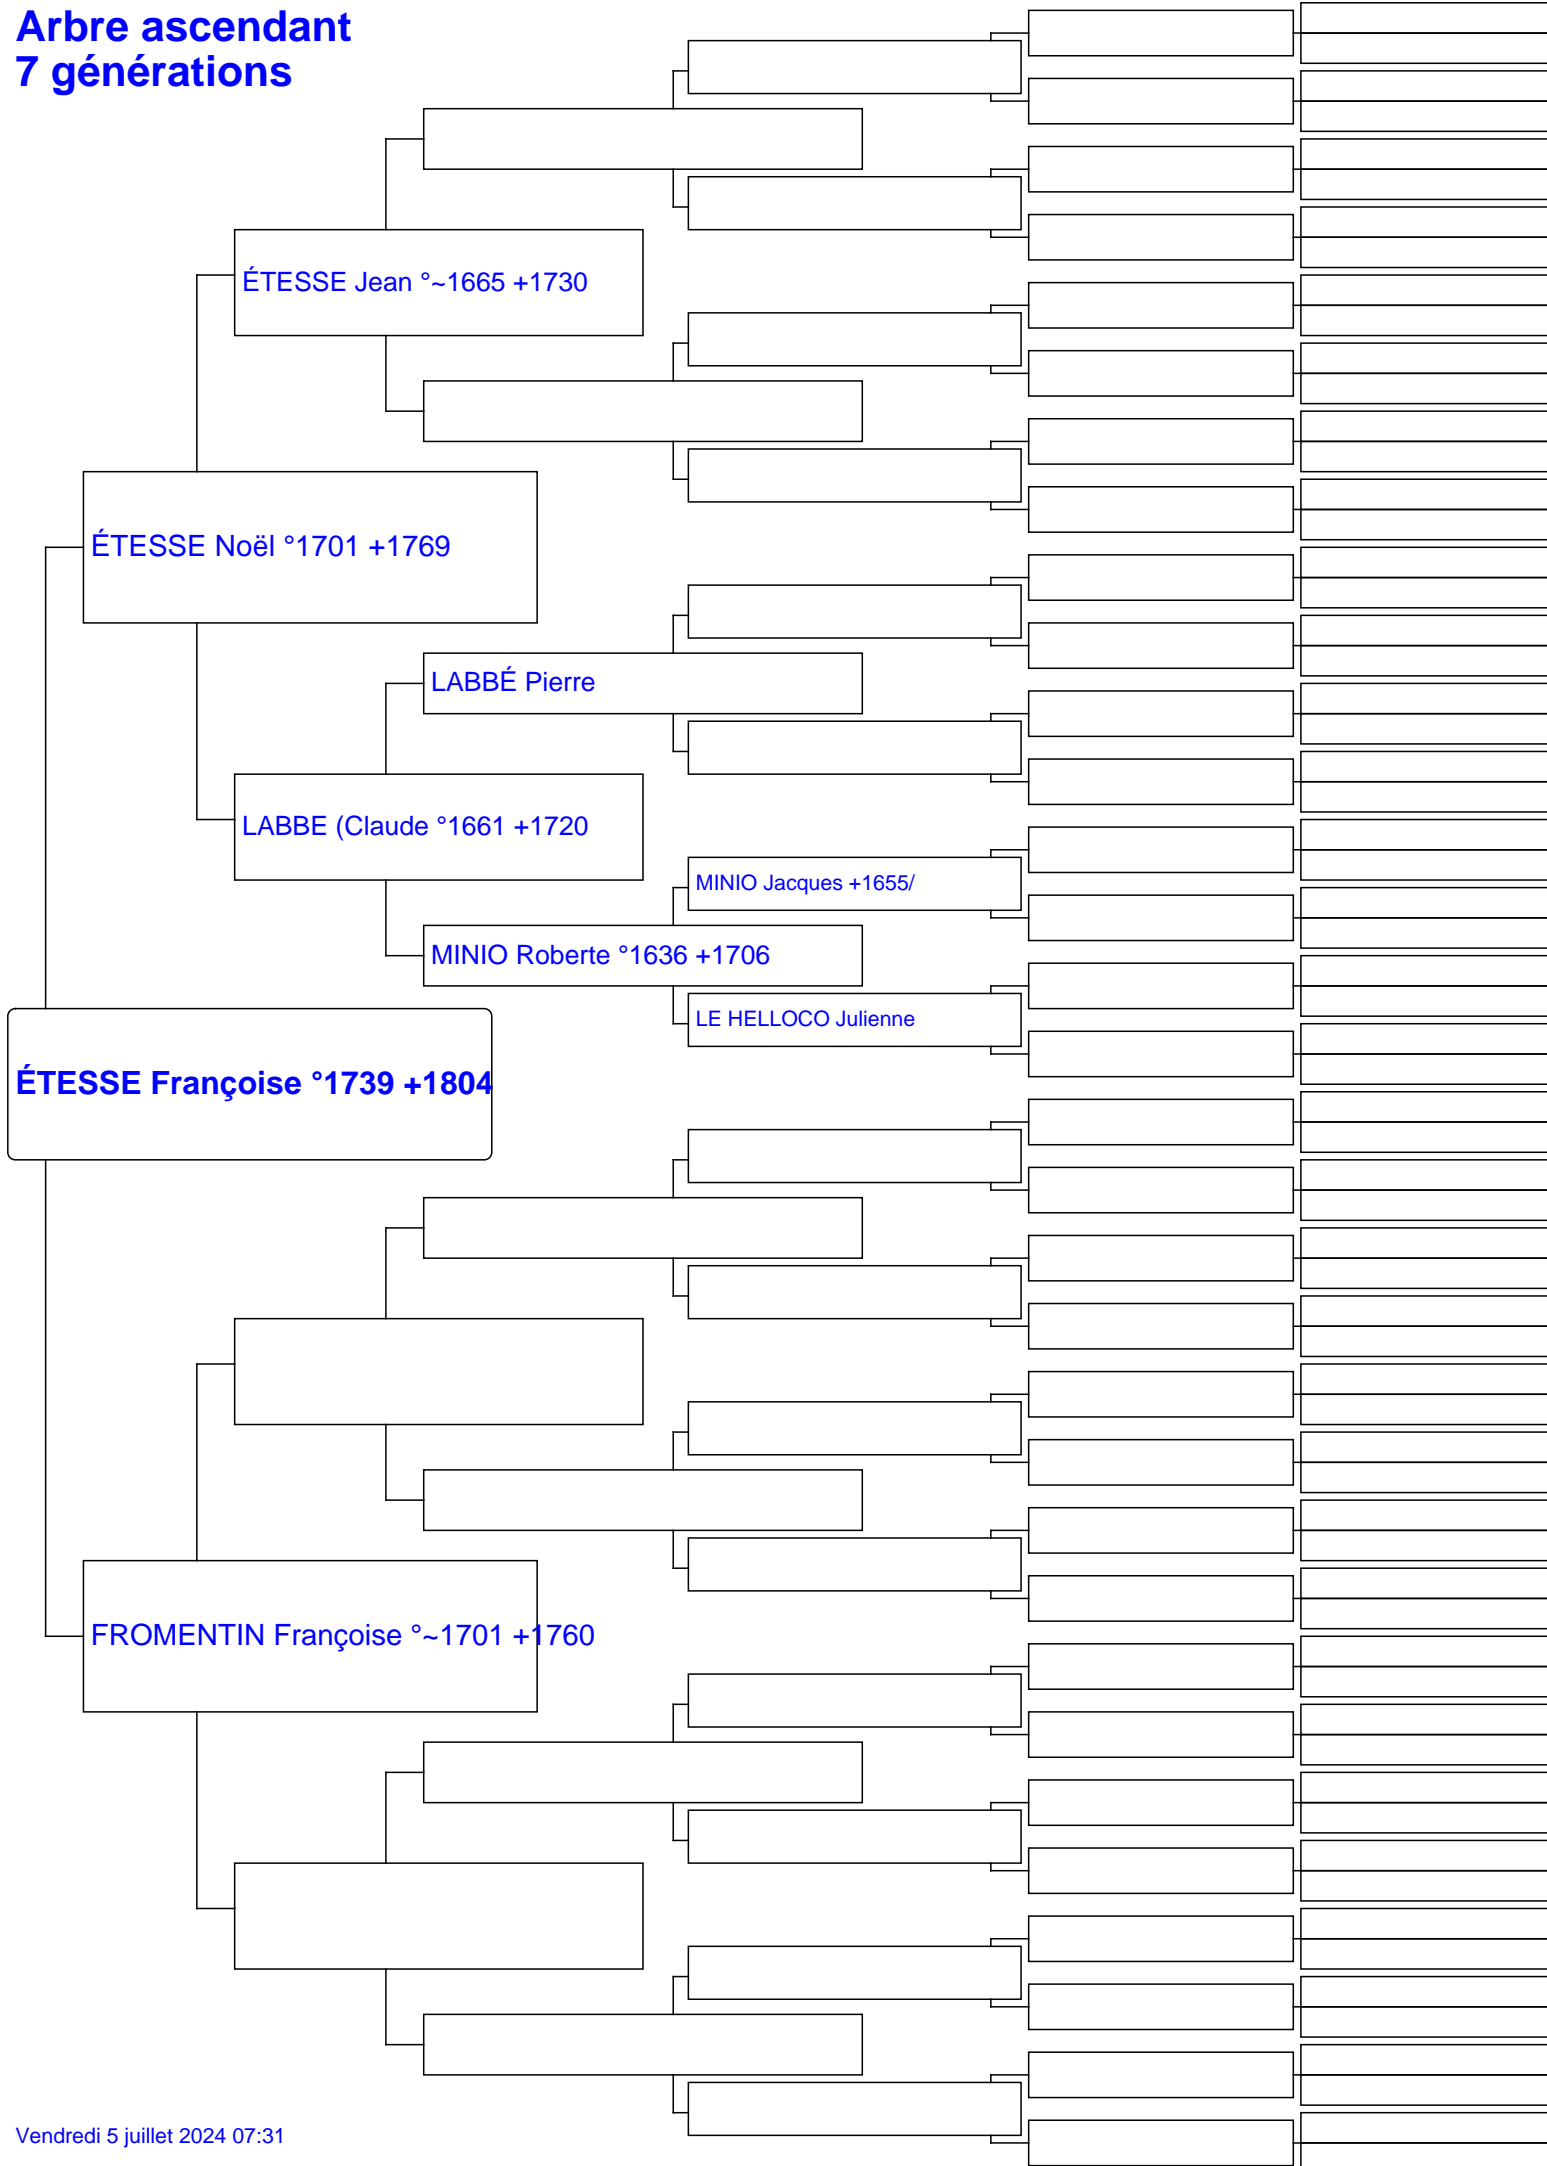 Arbre ascendant
7 générations
ÉTESSE Jean °~1665 +1730
ÉTESSE Noël °1701 +1769
LABBÉ Pierre
LABBE (Claude °1661 +1720
MINIO Jacques +1655/
MINIO Roberte °1636 +1706
LE HELLOCO Julienne
ÉTESSE Françoise °1739 +1804
FROMENTIN Françoise °~1701 +1760
Vendredi 5 juillet 2024 07:31